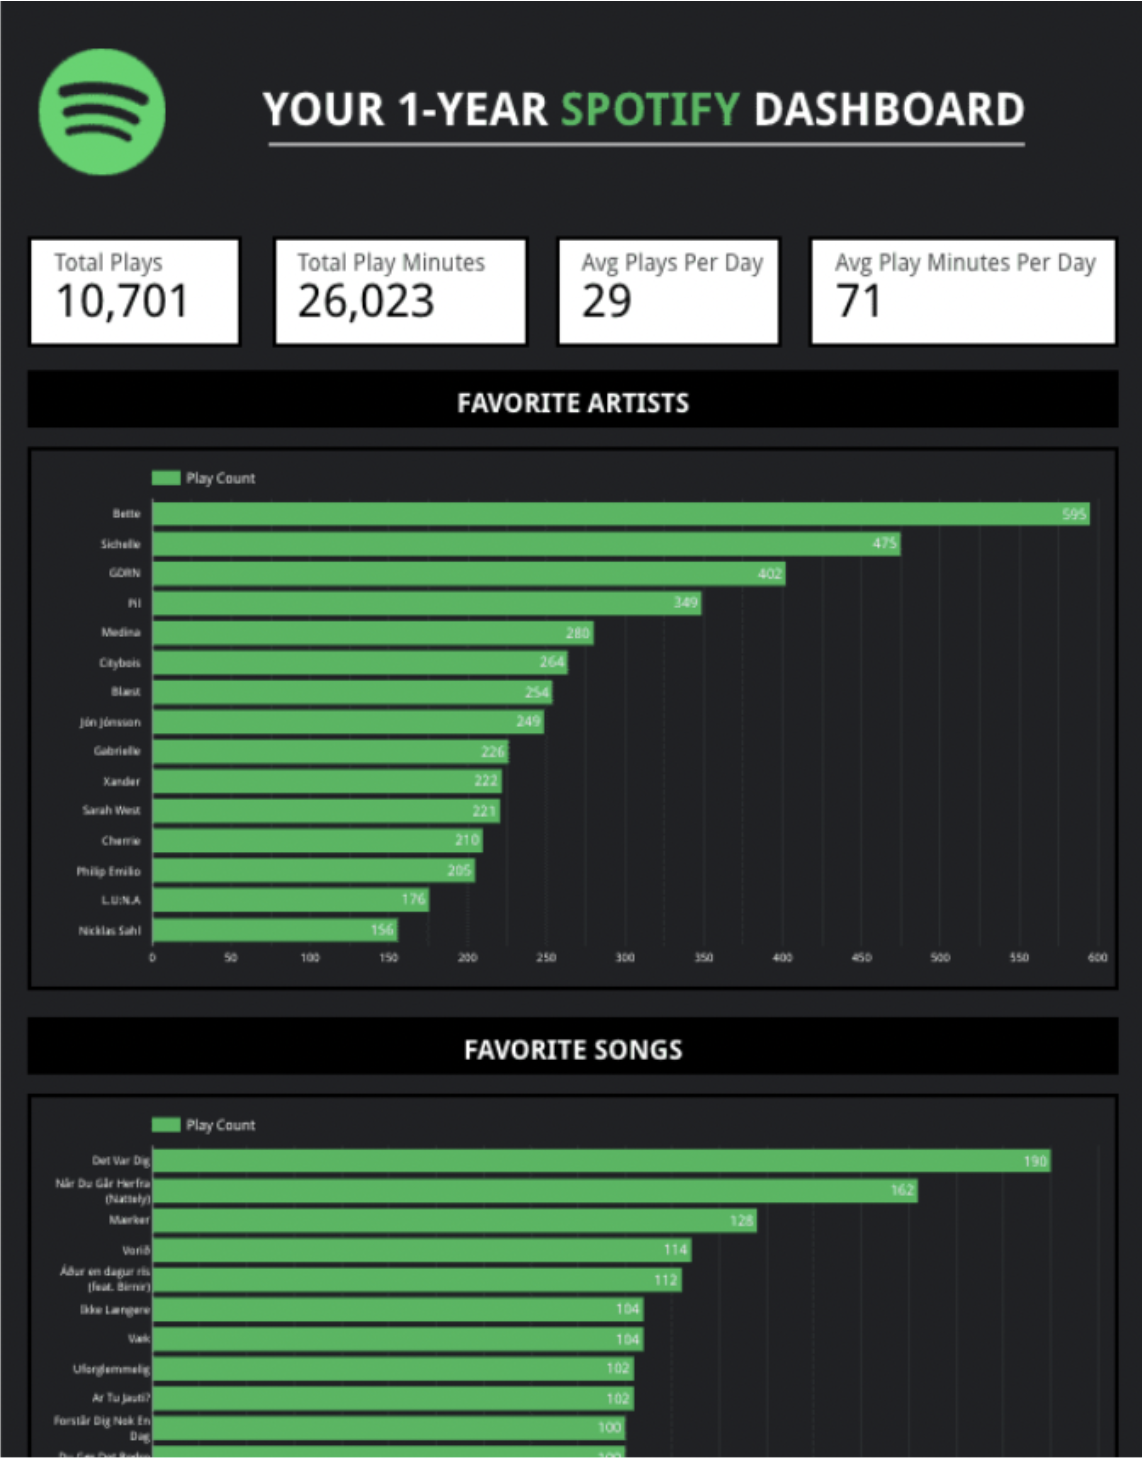 YOUR 1-YEAR SPOTIFY DASHBOARD
Total Plays
10,701
Total Play Minutes
26,023
Avg Plays Per Day
29
Avg Play Minutes Per Day
71
FAVORITE ARTISTS
Play Count
Bette 595
Sichelle 475
GDRN 402
Pil 349
Medina 280
Citybois 264
Blæst 254
Jón Jónsson 249
Gabrielle 226
Xander 222
Sarah West 221
Cherrie 210
Philip Emilio 205
L.U.N.A 176
Nicklas Sahl 156
0 50 100 150 200 250 300 350 400 450 500 550 600
FAVORITE SONGS
Play Count
Det Var Dig 190
Når Du Går Herfra
(Nattely) 162
Mærker 128
Vorið 114
Áður en dagur rís
(feat. Birnir) 112
Ikke Længere 104
Væk 104
Uforglemmelig 102
Ar Tu Jauti? 102
Forstår Dig Nok En
Dag 100
Du Gør Det Bedre 100